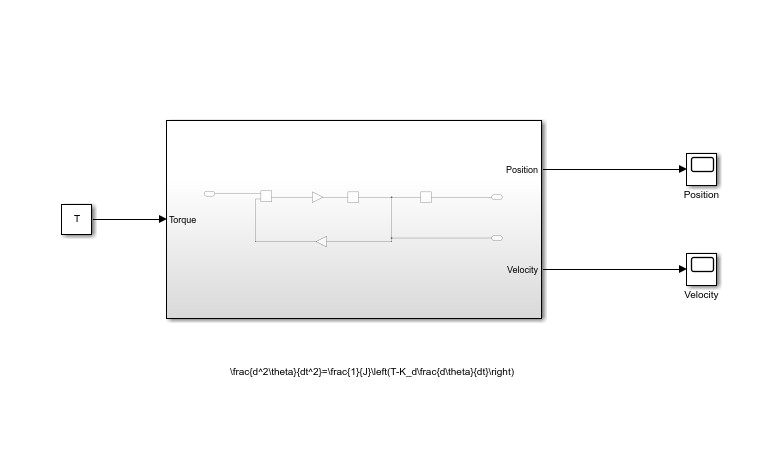 Position
Position
T
Torque
Velocity
Velocity
\frac{d^2\theta}{dt^2}=\frac{1}{J}\left(T-K_d\frac{d\theta}{dt}\right)